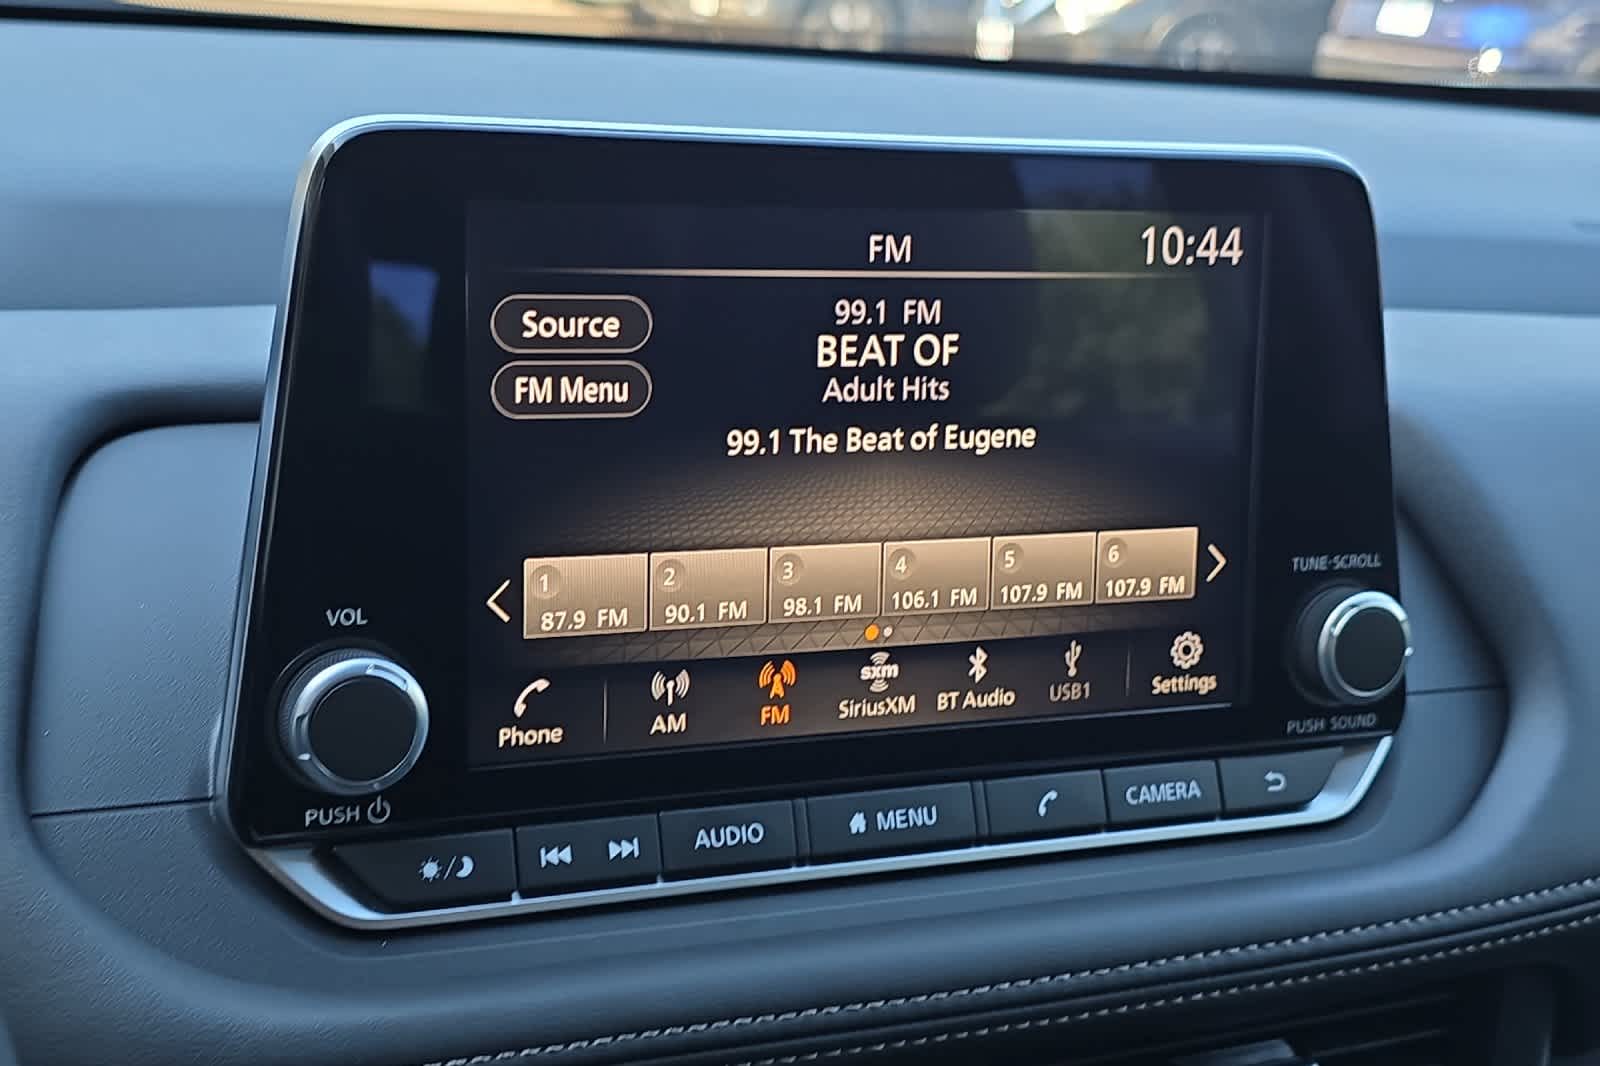 FM
10:44
Source
FM Menu
99.1 FM
BEAT OF
Adult Hits
99.1 The Beat of Eugene
1
87.9 FM
2
90.1 FM
3
98.1 FM
4
106.1 FM
5
107.9 FM
6
107.9 FM
Phone
AM
FM
sxm
SiriusXM
BT Audio
USB1
Settings
VOL
PUSH
TUNE·SCROLL
PUSH SOUND
AUDIO
MENU
CAMERA